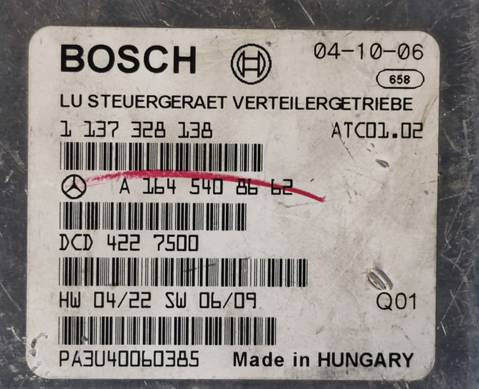 BOSCH 04-10-06
658
LU STEUERGERAET VERTEILERGETRIEBE
1 137 328 138 ATC01.02
A 164 540 86 62
DCD 422 7500
HW 04/22 SW 06/09 Q01
PA3U40060385 Made in HUNGARY